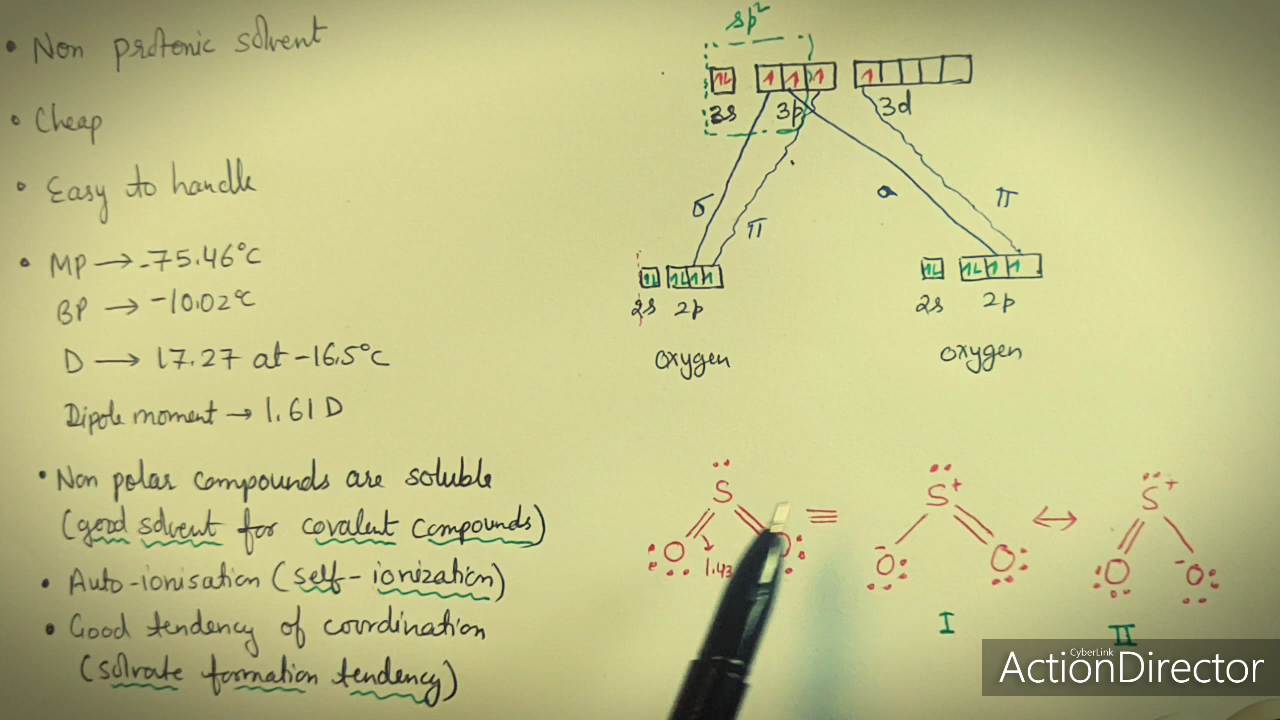 • Non protonic solvent
• Cheap
• Easy to handle
• MP → -75.46°C
BP → -10.02°C
D → 17.27 at -16.5°C
Dipole moment → 1.61 D
• Non polar compounds are soluble
(good solvent for covalent compounds)
• Auto-ionisation (self-ionization)
• Good tendency of coordination
(solvate formation tendency)
sp²
3s 3p 3d
σ π σ π
2s 2p 2s 2p
oxygen oxygen
S ≡ S⁺ ↔ S⁺
O O ⁻O O O ⁻O
1.43
I II
CyberLink
ActionDirector